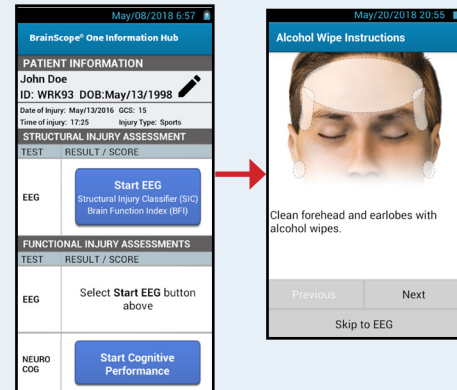 May/08/2018 6:57
BrainScope® One Information Hub
PATIENT INFORMATION
John Doe
ID: WRK93 DOB:May/13/1998
Date of Injury: May/13/2016 GCS: 15
Time of injury: 17:25 Injury Type: Sports
STRUCTURAL INJURY ASSESSMENT
TEST RESULT / SCORE
EEG
Start EEG
Structural Injury Classifier (SIC)
Brain Function Index (BFI)
FUNCTIONAL INJURY ASSESSMENTS
TEST RESULT / SCORE
EEG
Select Start EEG button
above
NEURO
COG
Start Cognitive
Performance
May/20/2018 20:55
Alcohol Wipe Instructions
Clean forehead and earlobes with
alcohol wipes.
Previous Next
Skip to EEG